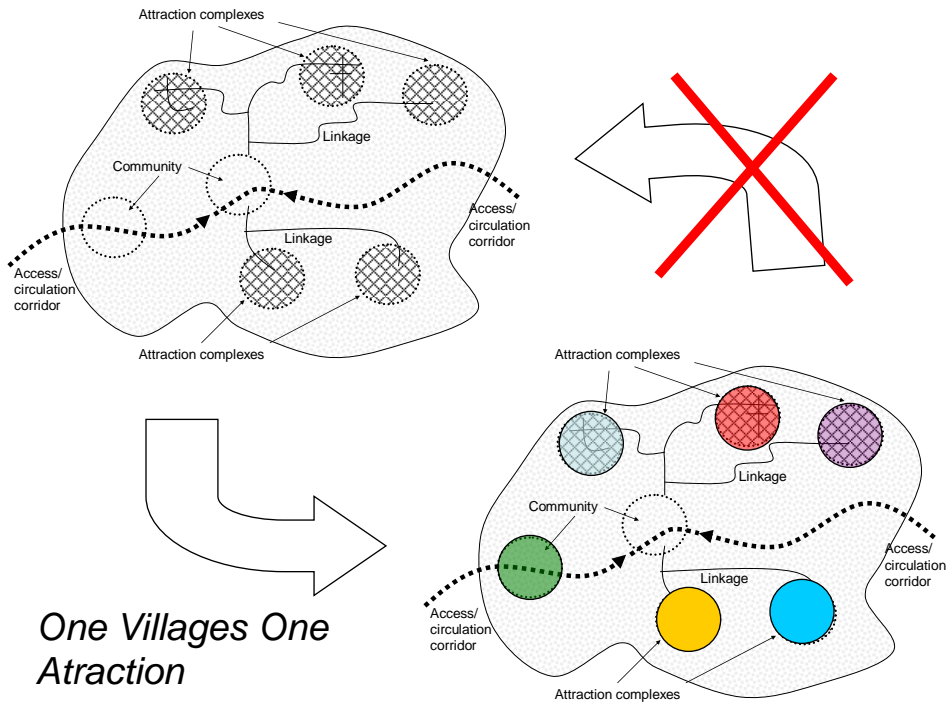 Attraction complexes
Linkage
Community
Access/
circulation
corridor
Linkage
Access/
circulation
corridor
Attraction complexes
Attraction complexes
Linkage
Community
Access/
circulation
corridor
Linkage
Access/
circulation
corridor
Attraction complexes
One Villages One
Atraction